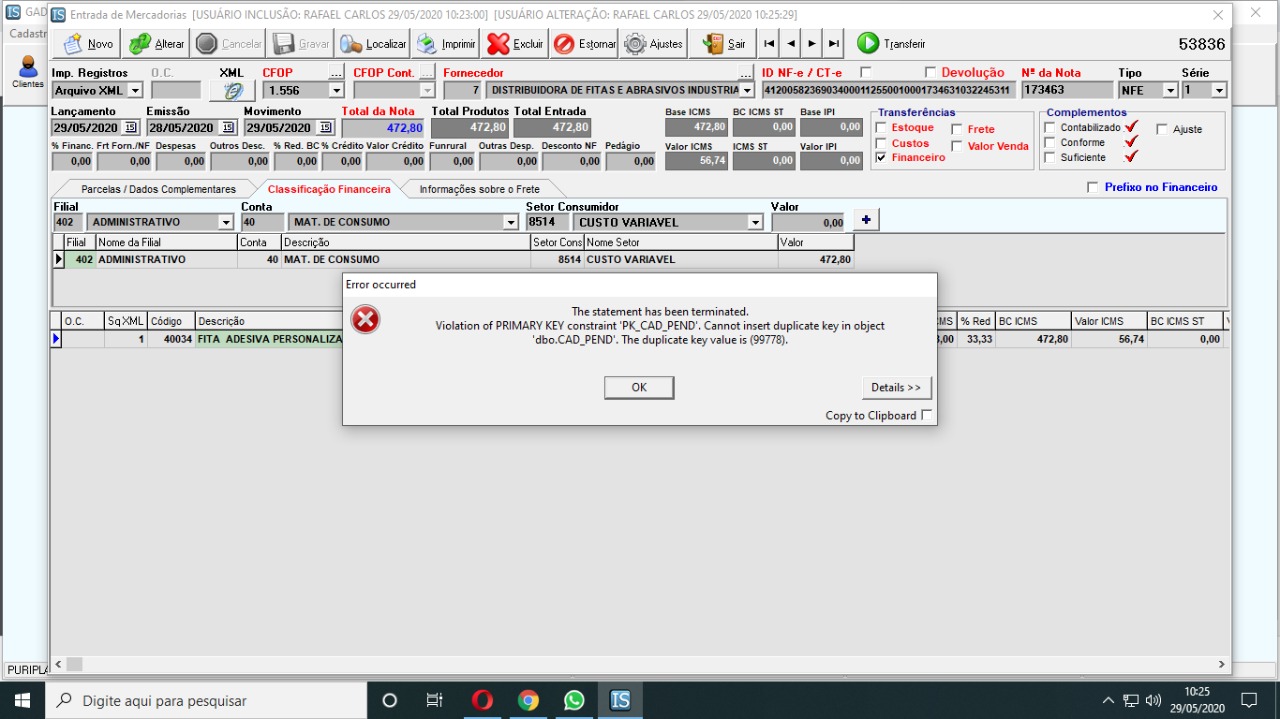 GAD
Entrada de Mercadorias [USUÁRIO INCLUSÃO: RAFAEL CARLOS 29/05/2020 10:23:00] [USUÁRIO ALTERAÇÃO: RAFAEL CARLOS 29/05/2020 10:25:29]
Cadastr
Clientes
Novo Alterar Cancelar Gravar Localizar Imprimir Excluir Estornar Ajustes Sair Transferir 53836
Imp. Registros O.C. XML CFOP ... CFOP Cont. ... Fornecedor ... ID NF-e / CT-e Devolução Nº da Nota Tipo Série
Arquivo XML 1.556 7 DISTRIBUIDORA DE FITAS E ABRASIVOS INDUSTRIA 41200582369034000112550010001734631032245311 173463 NFE 1
Lançamento Emissão Movimento Total da Nota Total Produtos Total Entrada Base ICMS BC ICMS ST Base IPI Transferências Complementos
29/05/2020 15 28/05/2020 15 29/05/2020 15 472,80 472,80 472,80 472,80 0,00 0,00 Estoque Frete Contabilizado Ajuste
% Financ. Frt Forn./NF Despesas Outros Desc. % Red. BC % Crédito Valor Crédito Funrural Outras Desp. Desconto NF Pedágio Valor ICMS ICMS ST Valor IPI Custos Valor Venda Conforme
0,00 0,00 0,00 0,00 0,00 0,00 0,00 0,00 0,00 0,00 0,00 56,74 0,00 0,00 Financeiro Suficiente
Parcelas / Dados Complementares Classificação Financeira Informações sobre o Frete Prefixo no Financeiro
Filial Conta Setor Consumidor Valor
402 ADMINISTRATIVO 40 MAT. DE CONSUMO 8514 CUSTO VARIAVEL 0,00 +
Filial Nome da Filial Conta Descrição Setor Cons Nome Setor Valor
402 ADMINISTRATIVO 40 MAT. DE CONSUMO 8514 CUSTO VARIAVEL 472,80
Error occurred
The statement has been terminated.
Violation of PRIMARY KEY constraint 'PK_CAD_PEND'. Cannot insert duplicate key in object
'dbo.CAD_PEND'. The duplicate key value is (99778).
OK
Details >>
Copy to Clipboard
O.C. SqXML Código Descrição MS % Red BC ICMS Valor ICMS BC ICMS ST
1 40034 FITA ADESIVA PERSONALIZA ,00 33,33 472,80 56,74 0,00
PURIPLA
Digite aqui para pesquisar
IS
10:25
29/05/2020